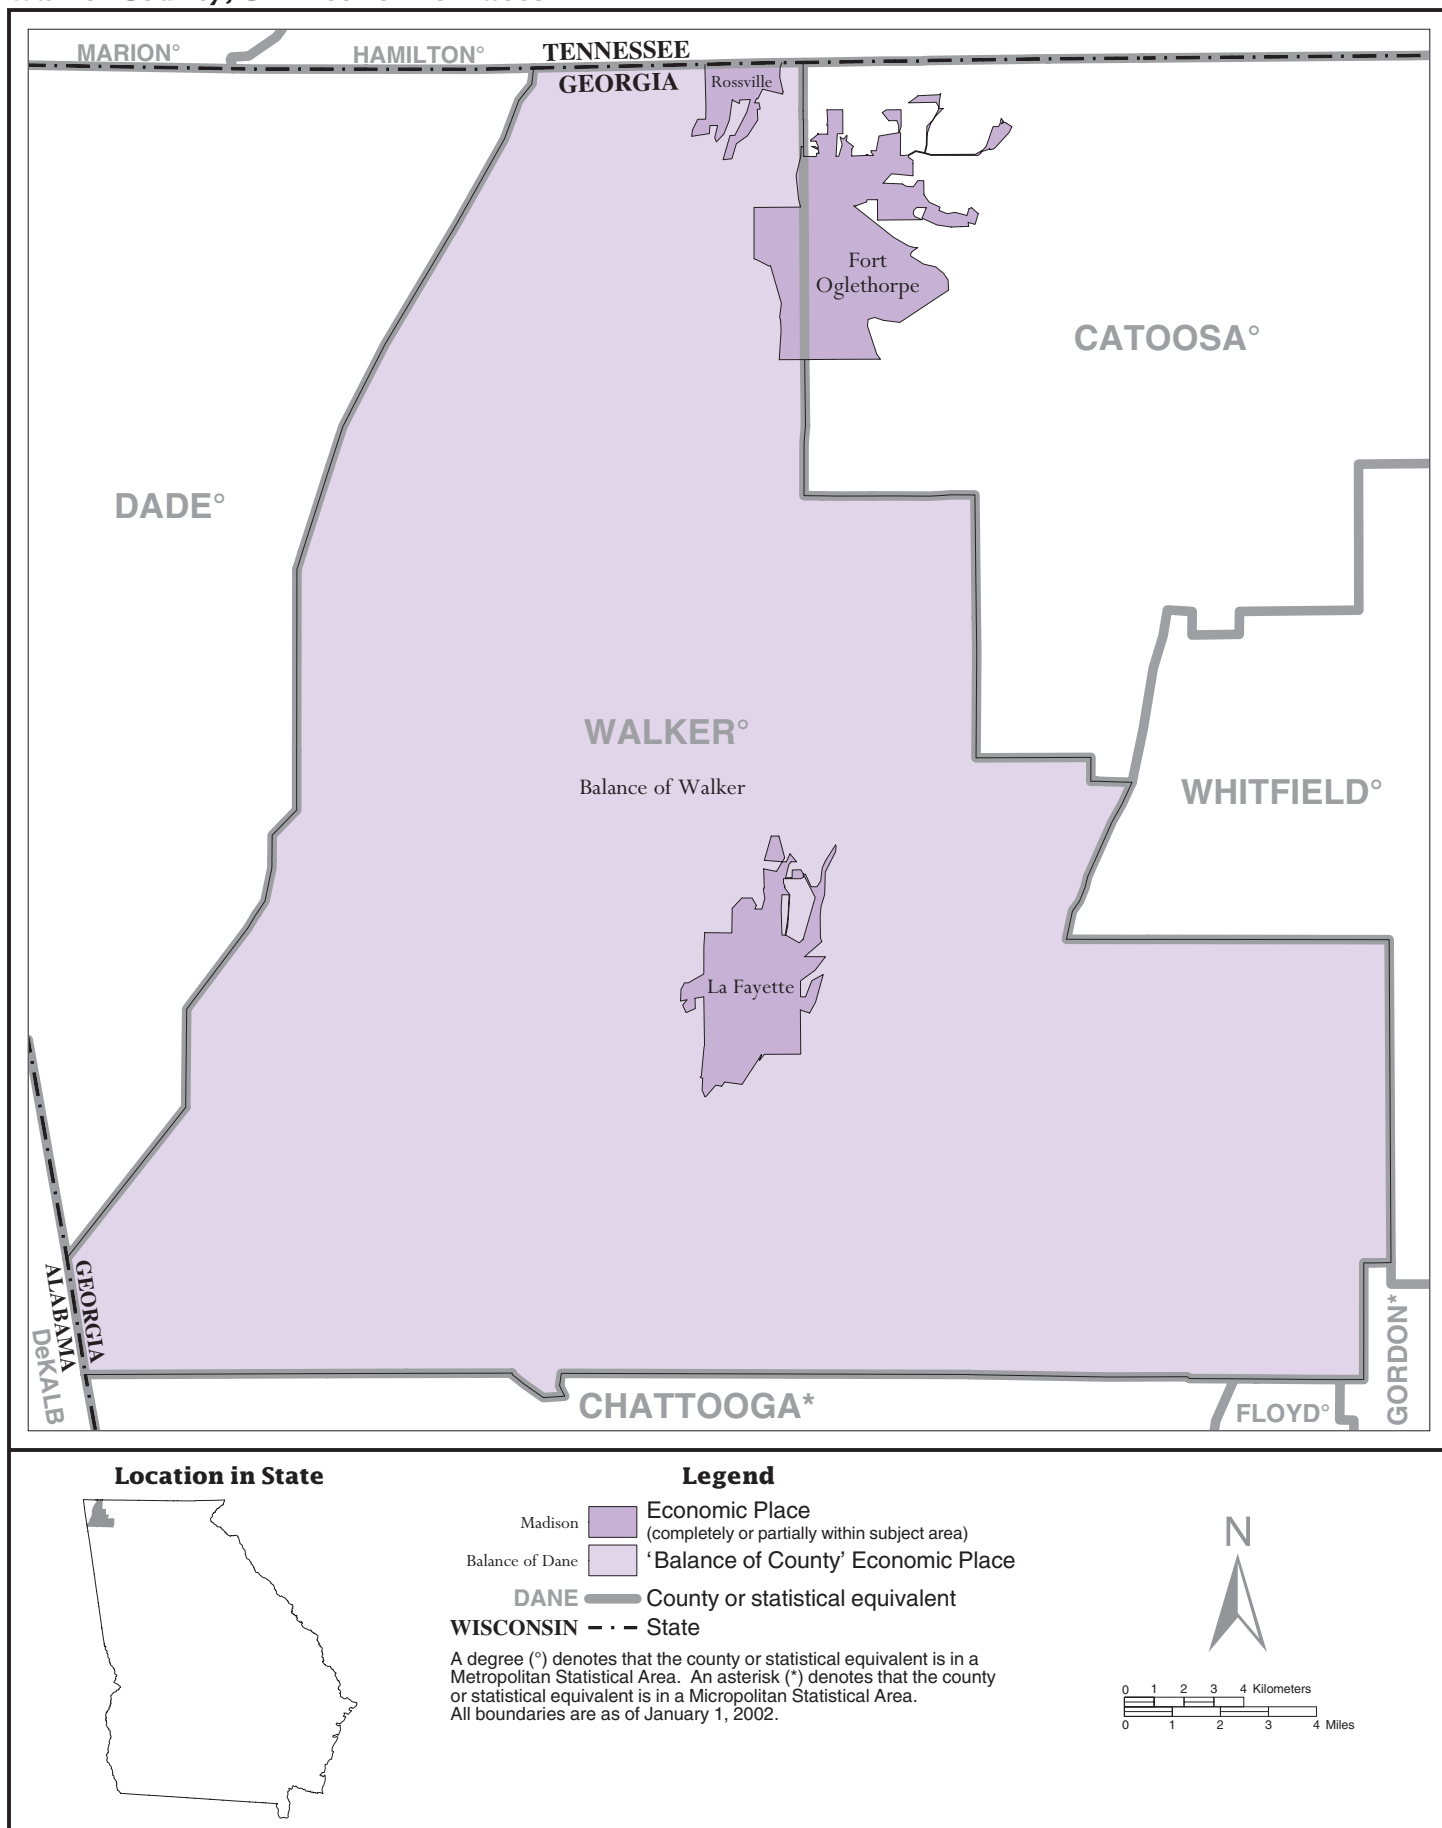 MARION°
HAMILTON°
TENNESSEE
GEORGIA
Rossville
Fort
Oglethorpe
CATOOSA°
DADE°
WALKER°
Balance of Walker
WHITFIELD°
La Fayette
GEORGIA
ALABAMA
DeKALB
CHATTOOGA*
FLOYD°
GORDON*
Location in State
Legend
Madison
Economic Place
(completely or partially within subject area)
Balance of Dane
‘Balance of County’ Economic Place
DANE
County or statistical equivalent
WISCONSIN
State
A degree (°) denotes that the county or statistical equivalent is in a
Metropolitan Statistical Area. An asterisk (*) denotes that the county
or statistical equivalent is in a Micropolitan Statistical Area.
All boundaries are as of January 1, 2002.
N
0 1 2 3 4 Kilometers
0 1 2 3 4 Miles